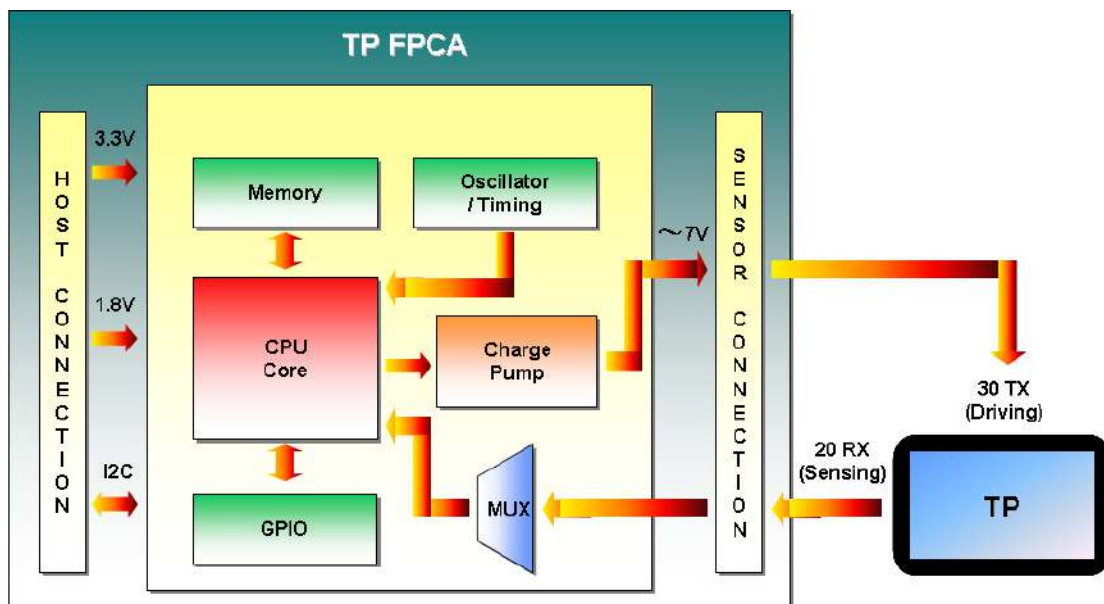 TP FPCA
HOST CONNECTION
3.3V
1.8V
I2C
Memory
Oscillator
/ Timing
CPU
Core
Charge
Pump
GPIO
MUX
～7V
SENSOR CONNECTION
30 TX
(Driving)
20 RX
(Sensing)
TP